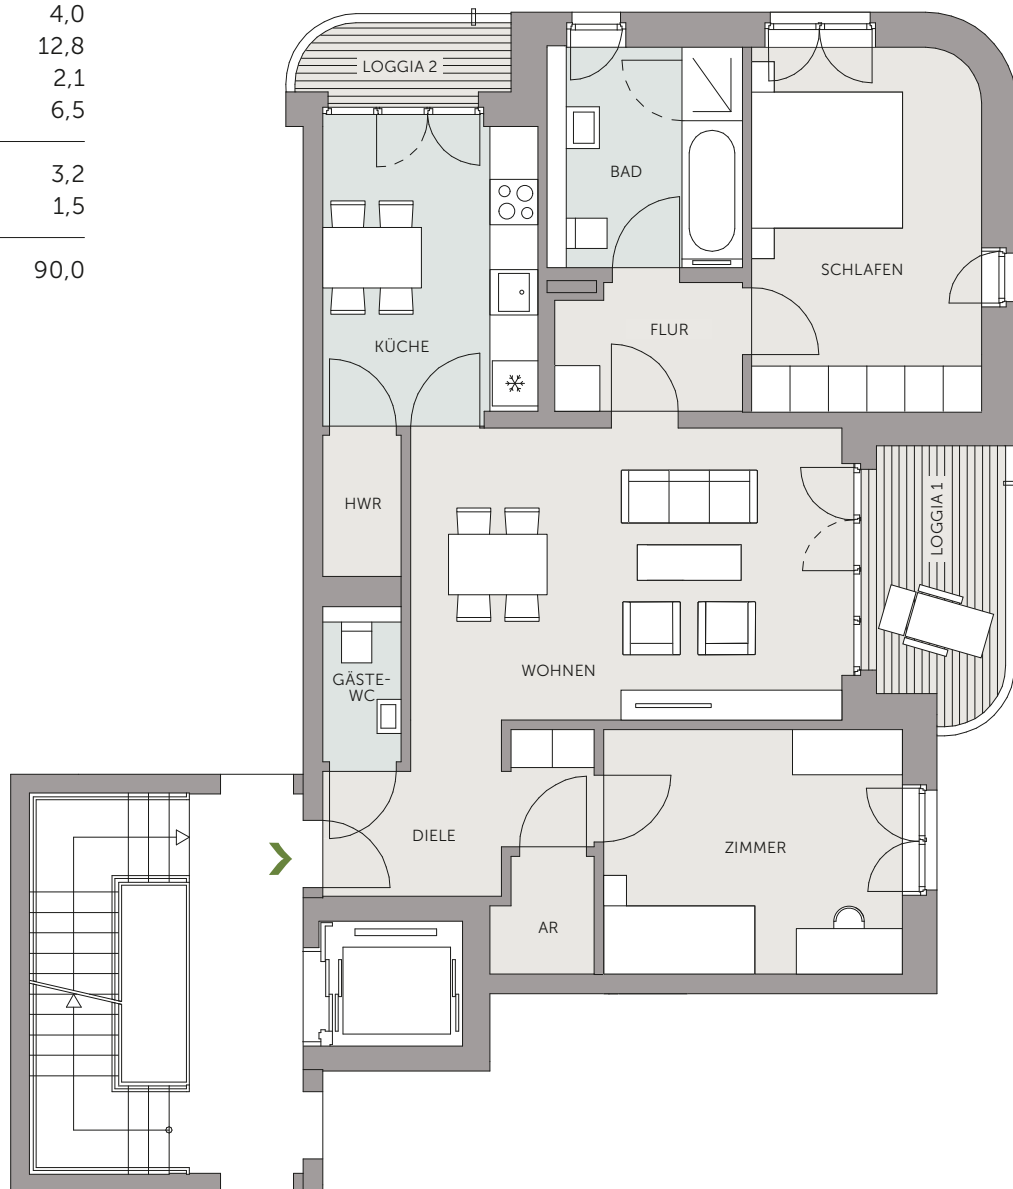 4,0
12,8
2,1
6,5
3,2
1,5
90,0
LOGGIA 2
BAD
SCHLAFEN
FLUR
KÜCHE
HWR
LOGGIA 1
WOHNEN
GÄSTE-
WC
DIELE
ZIMMER
AR